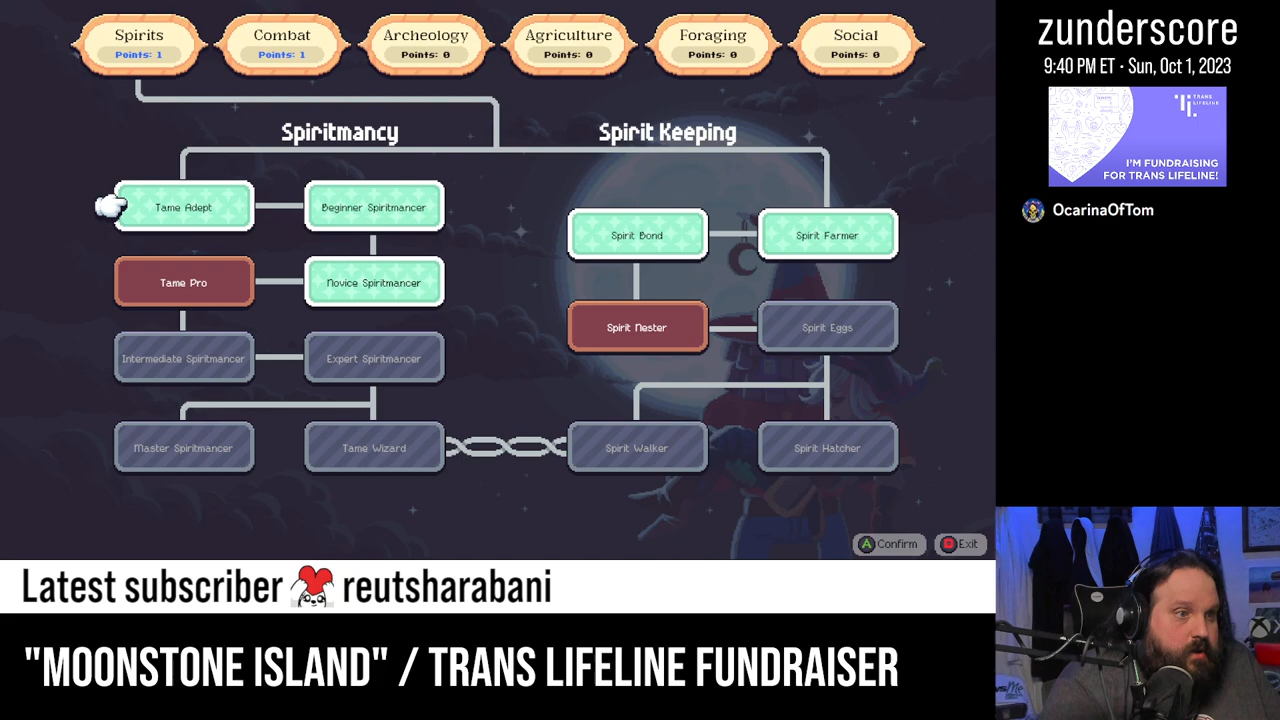 Spirits
Points: 1
Combat
Points: 1
Archeology
Points: 0
Agriculture
Points: 0
Foraging
Points: 0
Social
Points: 0
Spiritmancy
Spirit Keeping
Tame Adept
Beginner Spiritmancer
Spirit Bond
Spirit Farmer
Tame Pro
Novice Spiritmancer
Spirit Nester
Spirit Eggs
Intermediate Spiritmancer
Expert Spiritmancer
Master Spiritmancer
Tame Wizard
Spirit Walker
Spirit Hatcher
A Confirm
Exit
zunderscore
9:40 PM ET · Sun, Oct 1, 2023
TRANS
LIFELINE
I'M FUNDRAISING
FOR TRANS LIFELINE!
OcarinaOfTom
Latest subscriber reutsharabani
"MOONSTONE ISLAND" / TRANS LIFELINE FUNDRAISER